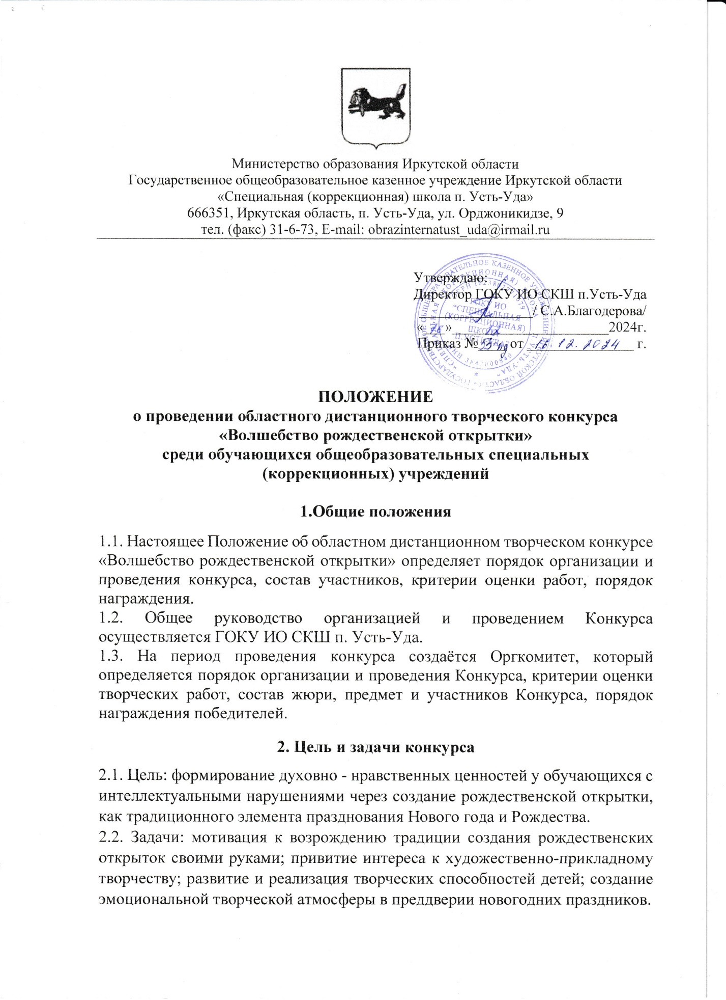 Министерство образования Иркутской области
Государственное общеобразовательное казенное учреждение Иркутской области
«Специальная (коррекционная) школа п. Усть-Уда»
666351, Иркутская область, п. Усть-Уда, ул. Орджоникидзе, 9
тел. (факс) 31-6-73, E-mail: obrazinternatust_uda@irmail.ru
Утверждаю:
Директор ГОКУ ИО СКШ п.Усть-Уда
/ С.А.Благодерова/
«16» 12 2024г.
Приказ № от 16.12.2024 г.
ГОКУ ИО
"СПЕЦИАЛЬНАЯ
(КОРРЕКЦИОННАЯ)
ШКОЛА
ПОЛОЖЕНИЕ
о проведении областного дистанционного творческого конкурса
«Волшебство рождественской открытки»
среди обучающихся общеобразовательных специальных
(коррекционных) учреждений
1.Общие положения
1.1. Настоящее Положение об областном дистанционном творческом конкурсе
«Волшебство рождественской открытки» определяет порядок организации и
проведения конкурса, состав участников, критерии оценки работ, порядок
награждения.
1.2. Общее руководство организацией и проведением Конкурса
осуществляется ГОКУ ИО СКШ п. Усть-Уда.
1.3. На период проведения конкурса создаётся Оргкомитет, который
определяется порядок организации и проведения Конкурса, критерии оценки
творческих работ, состав жюри, предмет и участников Конкурса, порядок
награждения победителей.
2. Цель и задачи конкурса
2.1. Цель: формирование духовно - нравственных ценностей у обучающихся с
интеллектуальными нарушениями через создание рождественской открытки,
как традиционного элемента празднования Нового года и Рождества.
2.2. Задачи: мотивация к возрождению традиции создания рождественских
открыток своими руками; привитие интереса к художественно-прикладному
творчеству; развитие и реализация творческих способностей детей; создание
эмоциональной творческой атмосферы в преддверии новогодних праздников.